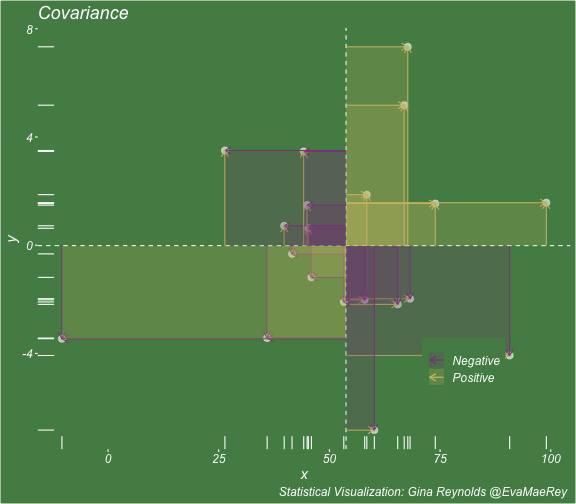 Covariance
8
4
0
-4
y
Negative
Positive
0
25
50
75
100
x
Statistical Visualization: Gina Reynolds @EvaMaeRey